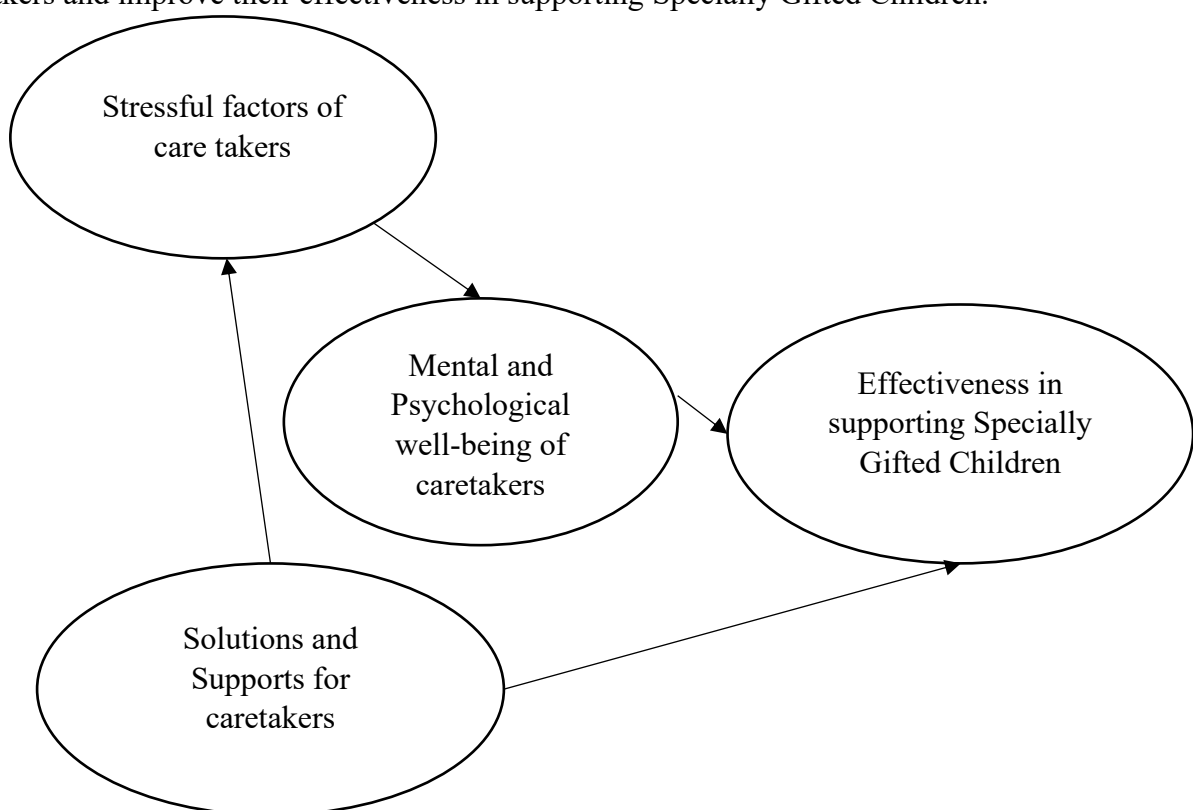 akers and improve their effectiveness in supporting Specially Gifted Children.
Stressful factors of
care takers
Mental and
Psychological
well-being of
caretakers
Effectiveness in
supporting Specially
Gifted Children
Solutions and
Supports for
caretakers